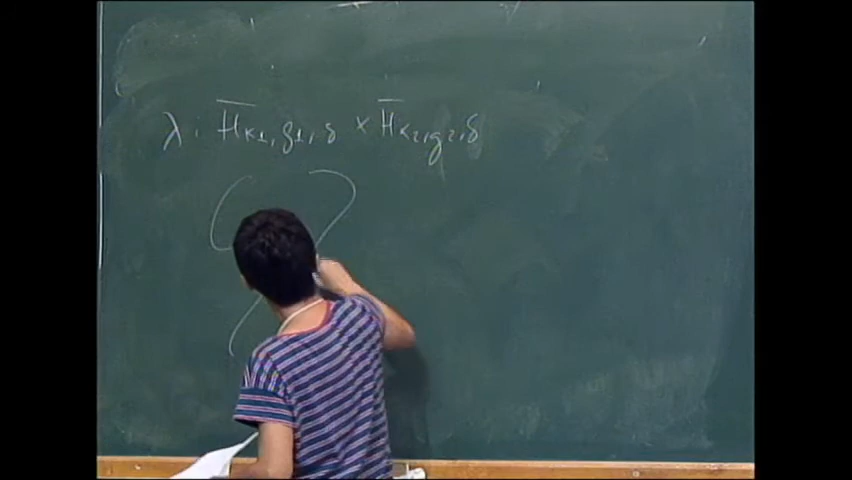 λ : H̅_{k1, g1, δ} × H̅_{k2, g2, δ}